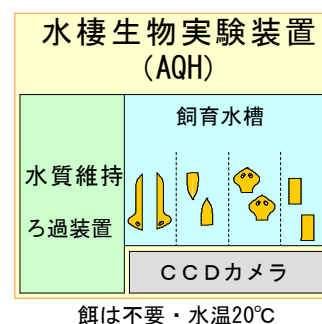 水棲生物実験装置
（AQH）
飼育水槽
水質維持
ろ過装置
ＣＣＤカメラ
餌は不要・水温20℃